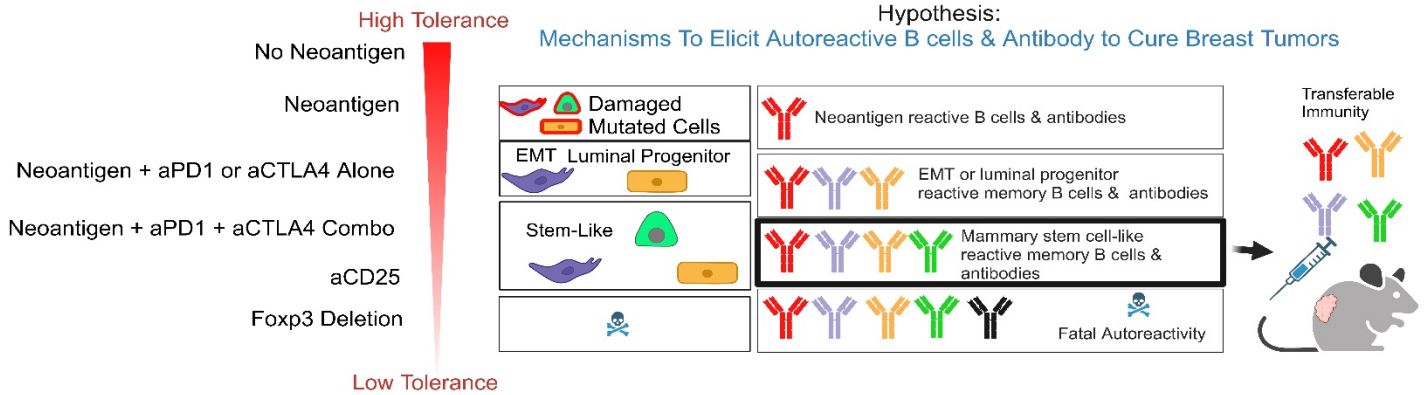 High Tolerance
Hypothesis:
Mechanisms To Elicit Autoreactive B cells & Antibody to Cure Breast Tumors
No Neoantigen
Neoantigen
Neoantigen + aPD1 or aCTLA4 Alone
Neoantigen + aPD1 + aCTLA4 Combo
aCD25
Foxp3 Deletion
Low Tolerance
Damaged
Mutated Cells
EMT Luminal Progenitor
Stem-Like
Neoantigen reactive B cells & antibodies
EMT or luminal progenitor
reactive memory B cells & antibodies
Mammary stem cell-like
reactive memory B cells &
antibodies
Fatal Autoreactivity
Transferable
Immunity